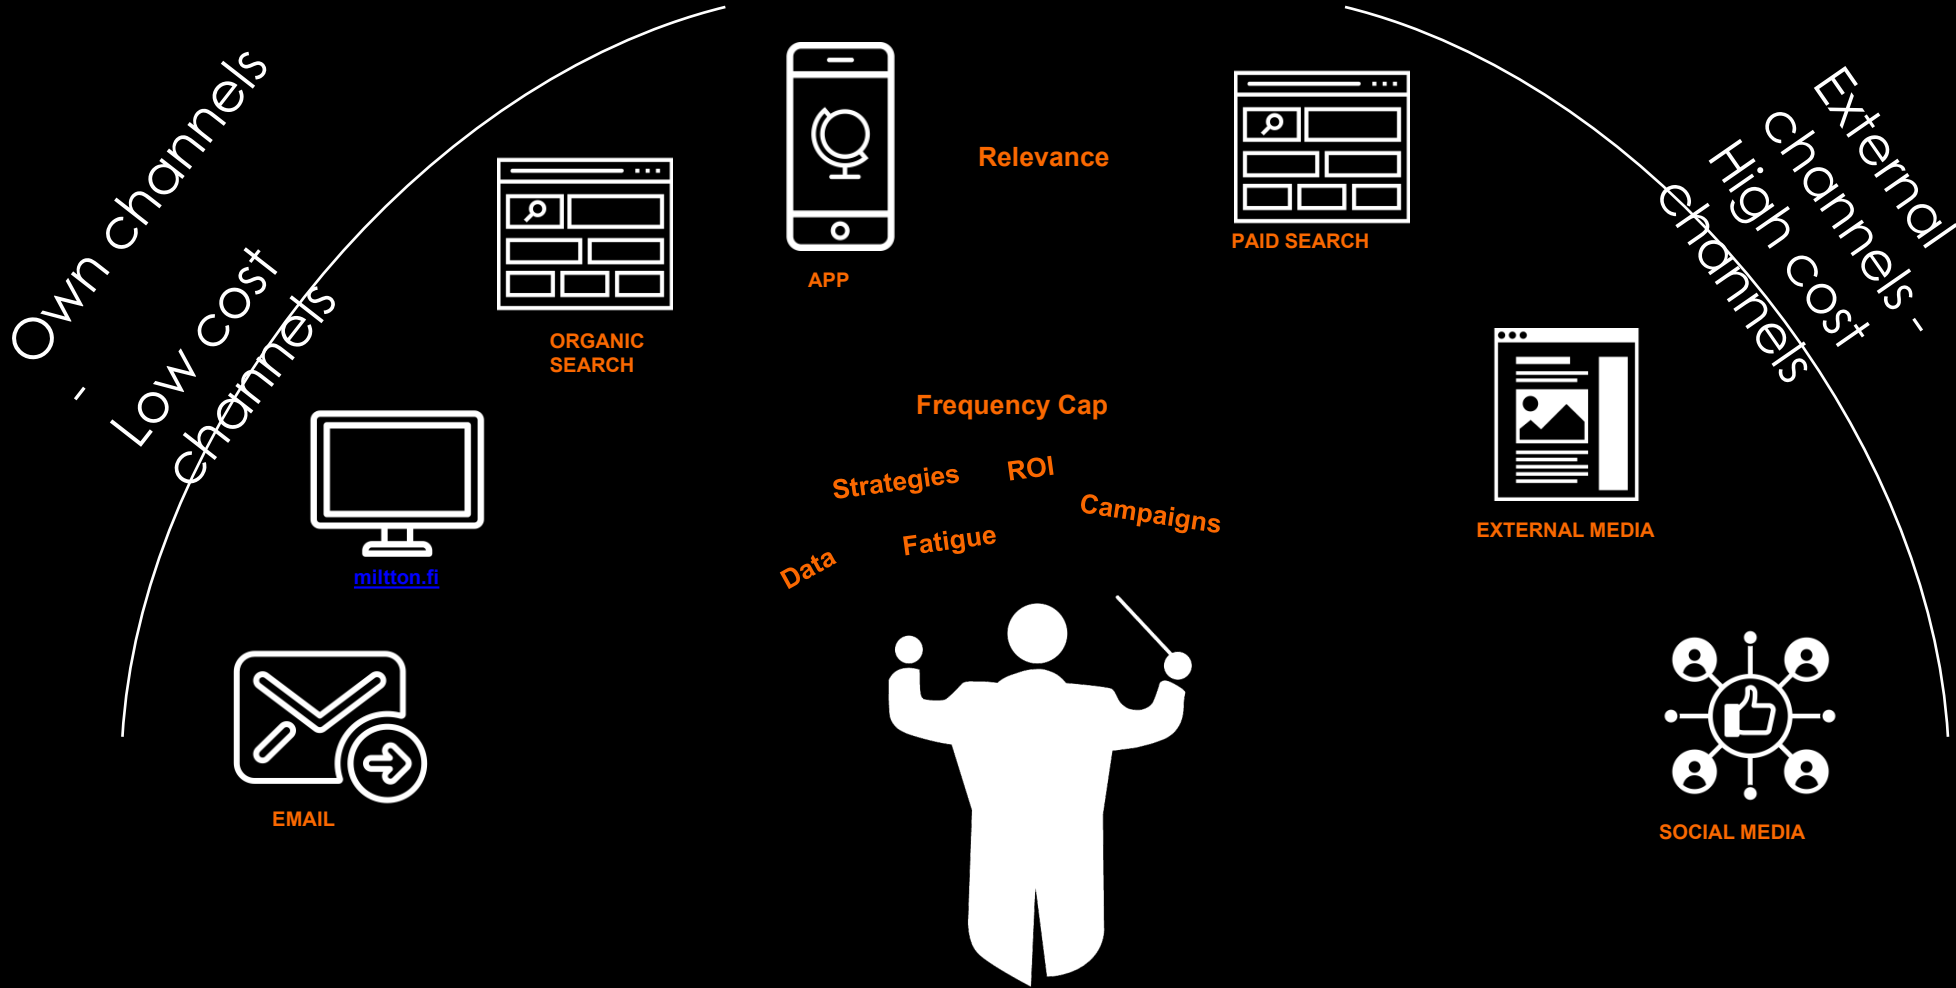 Own channels
-
Low cost
channels
External
channels -
High cost
channels
APP
Relevance
PAID SEARCH
ORGANIC
SEARCH
Frequency Cap
Strategies
ROI
Campaigns
Data
Fatigue
EXTERNAL MEDIA
miltton.fi
EMAIL
SOCIAL MEDIA